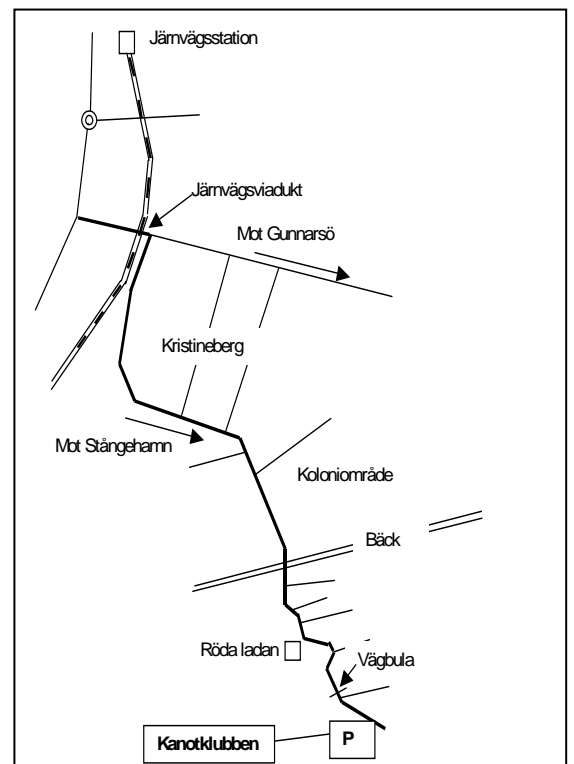 Järnvägsstation
Järnvägsviadukt
Mot Gunnarsö
Kristineberg
Mot Stångehamn
Koloniområde
Bäck
Röda ladan
Vägbula
Kanotklubben
P